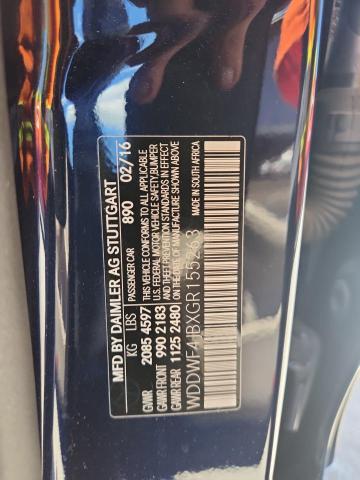 MFD BY DAIMLER AG STUTTGART
PASSENGER CAR 890 02/16
KG LBS
GVWR 2085 4597
GAWR FRONT 990 2183
GAWR REAR 1125 2480
THIS VEHICLE CONFORMS TO ALL APPLICABLE
U.S. FEDERAL MOTOR VEHICLE SAFETY, BUMPER
AND THEFT PREVENTION STANDARDS IN EFFECT
ON THE DATE OF MANUFACTURE SHOWN ABOVE
WDDWF4JBXGR155263
MADE IN SOUTH AFRICA